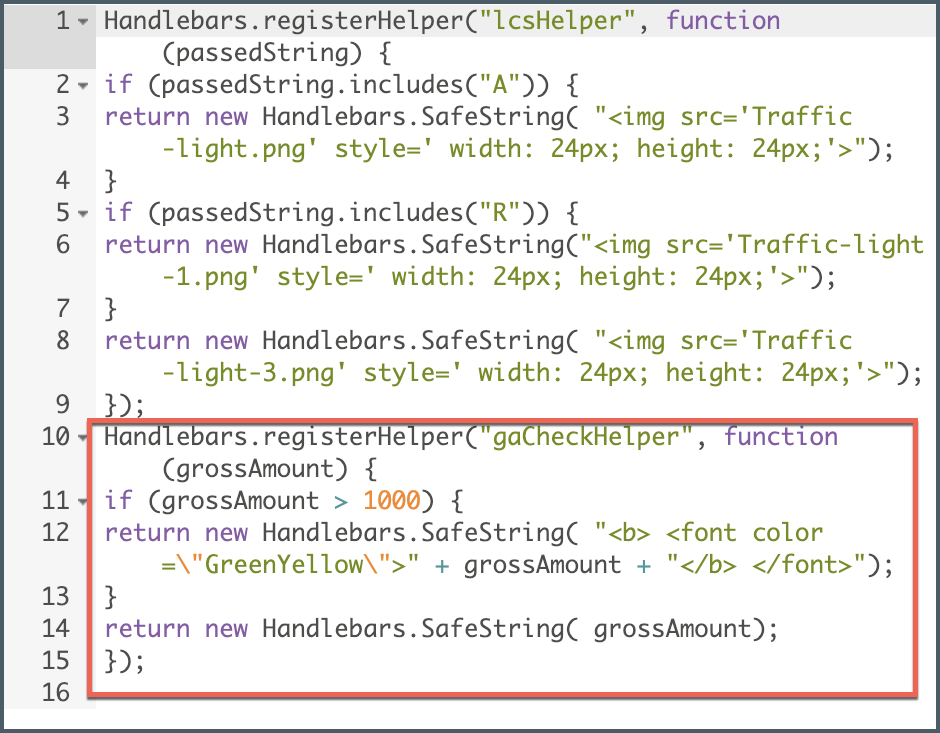 1 Handlebars.registerHelper("lcsHelper", function
(passedString) {
2 if (passedString.includes("A")) {
3 return new Handlebars.SafeString( "<img src='Traffic
-light.png' style=' width: 24px; height: 24px;'>");
4 }
5 if (passedString.includes("R")) {
6 return new Handlebars.SafeString("<img src='Traffic-light
-1.png' style=' width: 24px; height: 24px;'>");
7 }
8 return new Handlebars.SafeString( "<img src='Traffic
-light-3.png' style=' width: 24px; height: 24px;'>");
9 });
10 Handlebars.registerHelper("gaCheckHelper", function
(grossAmount) {
11 if (grossAmount > 1000) {
12 return new Handlebars.SafeString( "<b> <font color
=\"GreenYellow\">" + grossAmount + "</b> </font>");
13 }
14 return new Handlebars.SafeString( grossAmount);
15 });
16